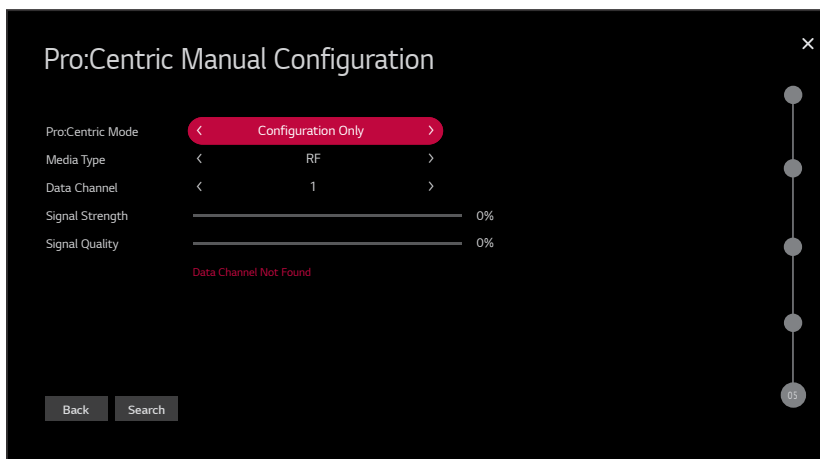 Pro:Centric Manual Configuration
×
Pro:Centric Mode < Configuration Only >
Media Type < RF >
Data Channel < 1 >
Signal Strength 0%
Signal Quality 0%
Data Channel Not Found
Back Search
05